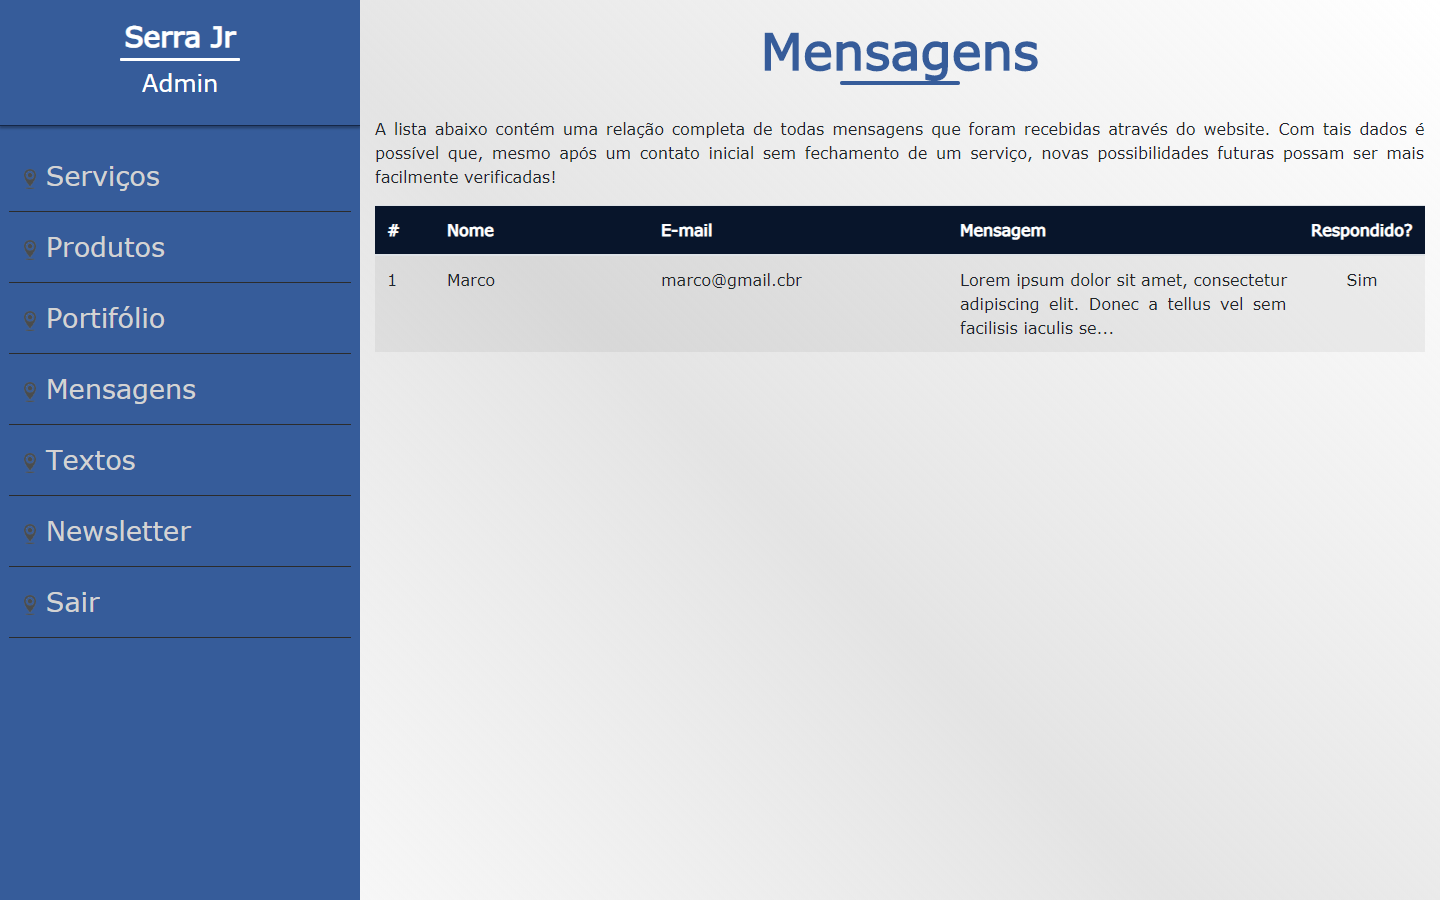 Serra Jr
Admin
Serviços
Produtos
Portifólio
Mensagens
Textos
Newsletter
Sair
Mensagens
A lista abaixo contém uma relação completa de todas mensagens que foram recebidas através do website. Com tais dados é
possível que, mesmo após um contato inicial sem fechamento de um serviço, novas possibilidades futuras possam ser mais
facilmente verificadas!
# Nome E-mail Mensagem Respondido?
1 Marco marco@gmail.cbr Lorem ipsum dolor sit amet, consectetur Sim
adipiscing elit. Donec a tellus vel sem
facilisis iaculis se...